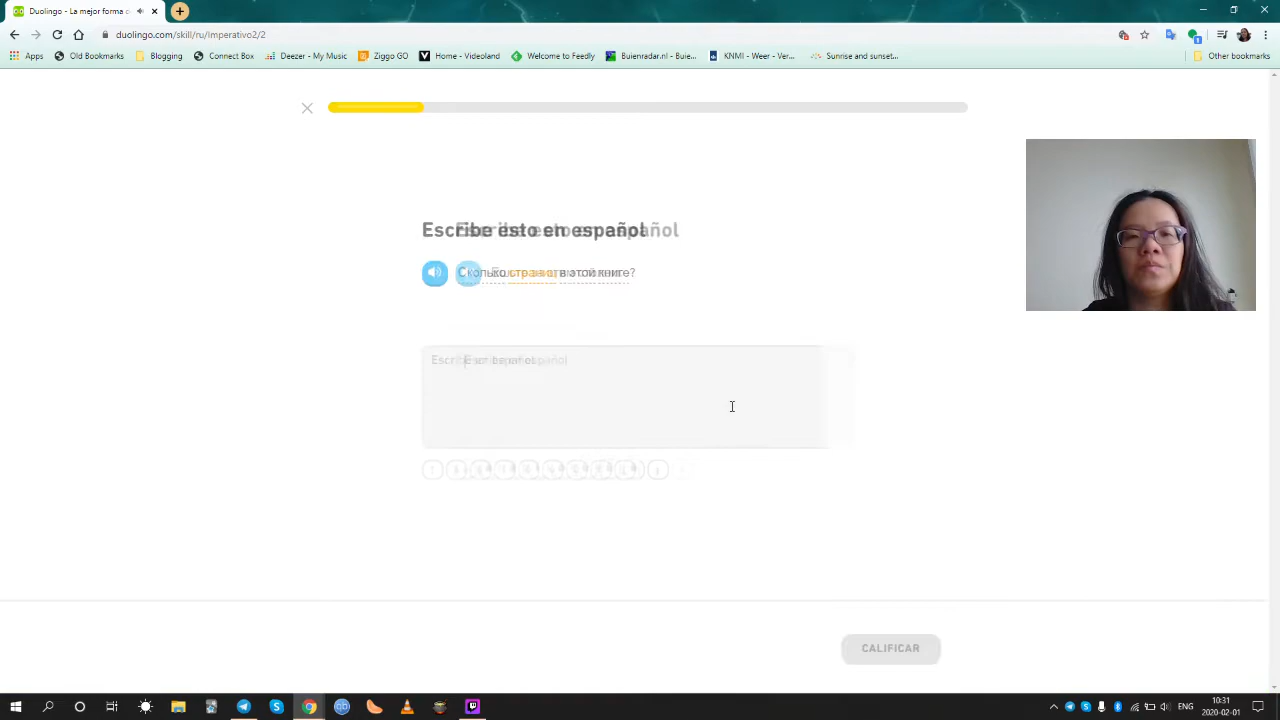 Duolingo - La mejor forma d
duolingo.com/skill/ru/Imperativo2/2
Apps
Old Bookmarks
Blogging
Connect Box
Deezer - My Music
Ziggo GO
Home - Videoland
Welcome to Feedly
Buienradar.nl - Buie...
KNMI - Weer - Ver...
Sunrise and sunset...
Other bookmarks
Escribe esto en español
Сколько страниц в этой книге?
CALIFICAR
ENG
10:31
2020-02-01